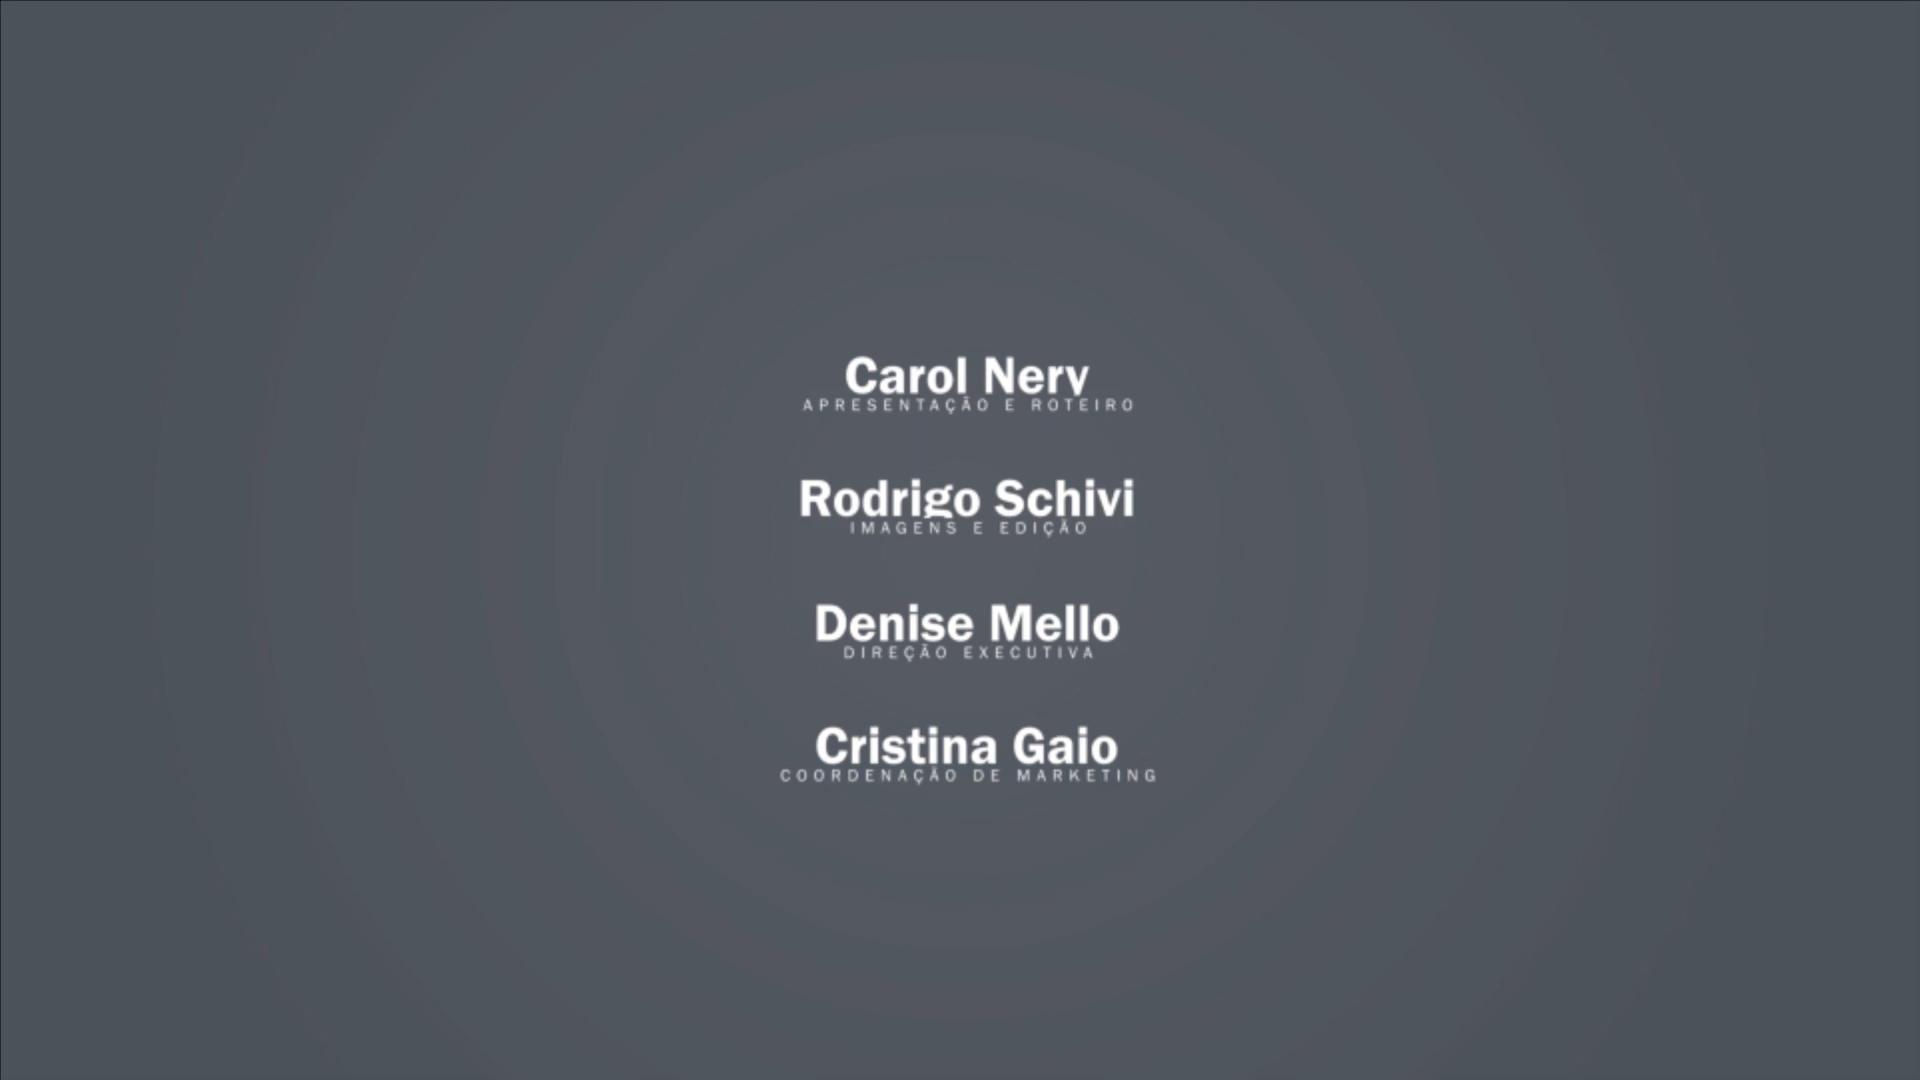 Carol Nery
APRESENTAÇÃO E ROTEIRO
Rodrigo Schivi
IMAGENS E EDIÇÃO
Denise Mello
DIREÇÃO EXECUTIVA
Cristina Gaio
COORDENAÇÃO DE MARKETING